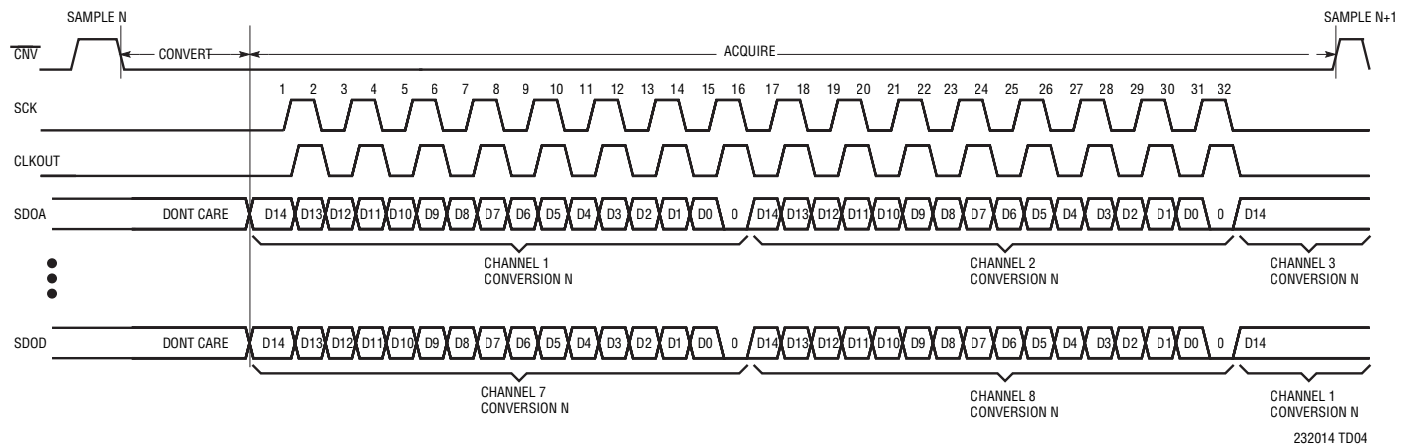 SAMPLE N SAMPLE N+1
CNV CONVERT ACQUIRE
1 2 3 4 5 6 7 8 9 10 11 12 13 14 15 16 17 18 19 20 21 22 23 24 25 26 27 28 29 30 31 32
SCK
CLKOUT
SDOA DONT CARE D14 D13 D12 D11 D10 D9 D8 D7 D6 D5 D4 D3 D2 D1 D0 0 D14 D13 D12 D11 D10 D9 D8 D7 D6 D5 D4 D3 D2 D1 D0 0 D14
CHANNEL 1 CHANNEL 2 CHANNEL 3
CONVERSION N CONVERSION N CONVERSION N
SDOD DONT CARE D14 D13 D12 D11 D10 D9 D8 D7 D6 D5 D4 D3 D2 D1 D0 0 D14 D13 D12 D11 D10 D9 D8 D7 D6 D5 D4 D3 D2 D1 D0 0 D14
CHANNEL 7 CHANNEL 8 CHANNEL 1
CONVERSION N CONVERSION N CONVERSION N
232014 TD04